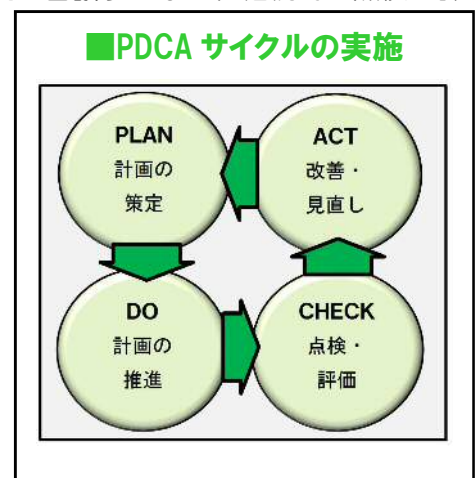 ■PDCA サイクルの実施
PLAN
計画の
策定
ACT
改善・
見直し
DO
計画の
推進
CHECK
点検・
評価